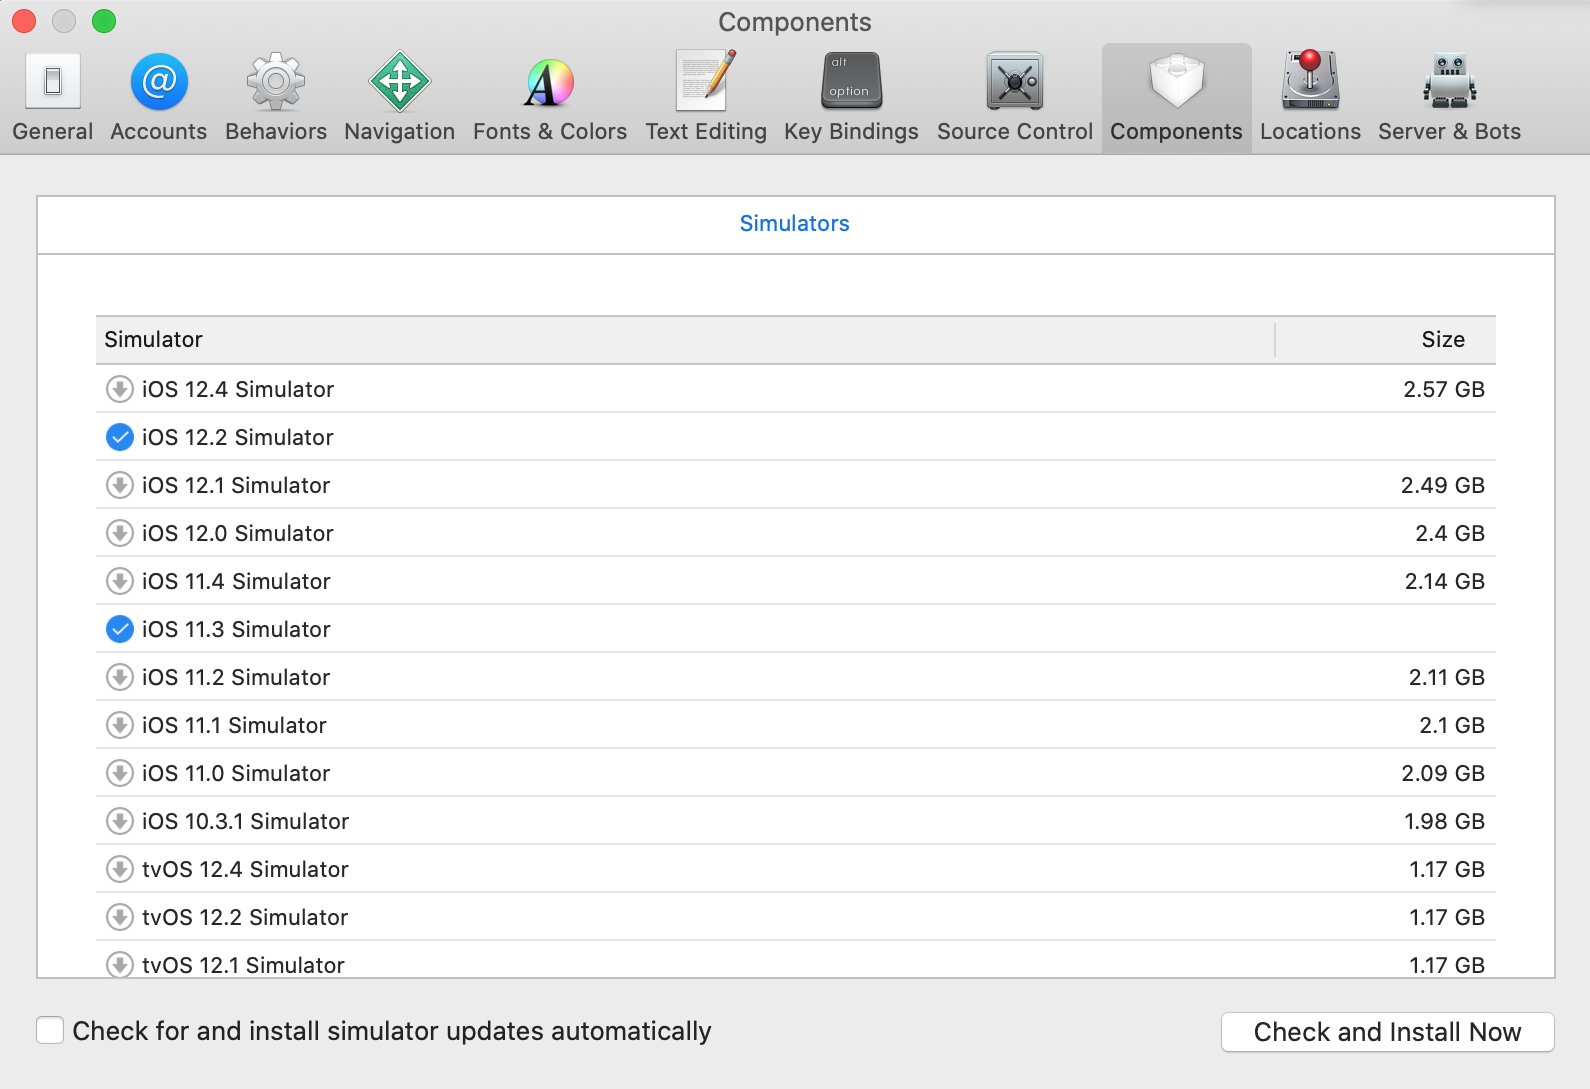 Components
alt
option
General Accounts Behaviors Navigation Fonts & Colors Text Editing Key Bindings Source Control Components Locations Server & Bots
Simulators
Simulator Size
iOS 12.4 Simulator 2.57 GB
iOS 12.2 Simulator
iOS 12.1 Simulator 2.49 GB
iOS 12.0 Simulator 2.4 GB
iOS 11.4 Simulator 2.14 GB
iOS 11.3 Simulator
iOS 11.2 Simulator 2.11 GB
iOS 11.1 Simulator 2.1 GB
iOS 11.0 Simulator 2.09 GB
iOS 10.3.1 Simulator 1.98 GB
tvOS 12.4 Simulator 1.17 GB
tvOS 12.2 Simulator 1.17 GB
tvOS 12.1 Simulator 1.17 GB
Check for and install simulator updates automatically Check and Install Now